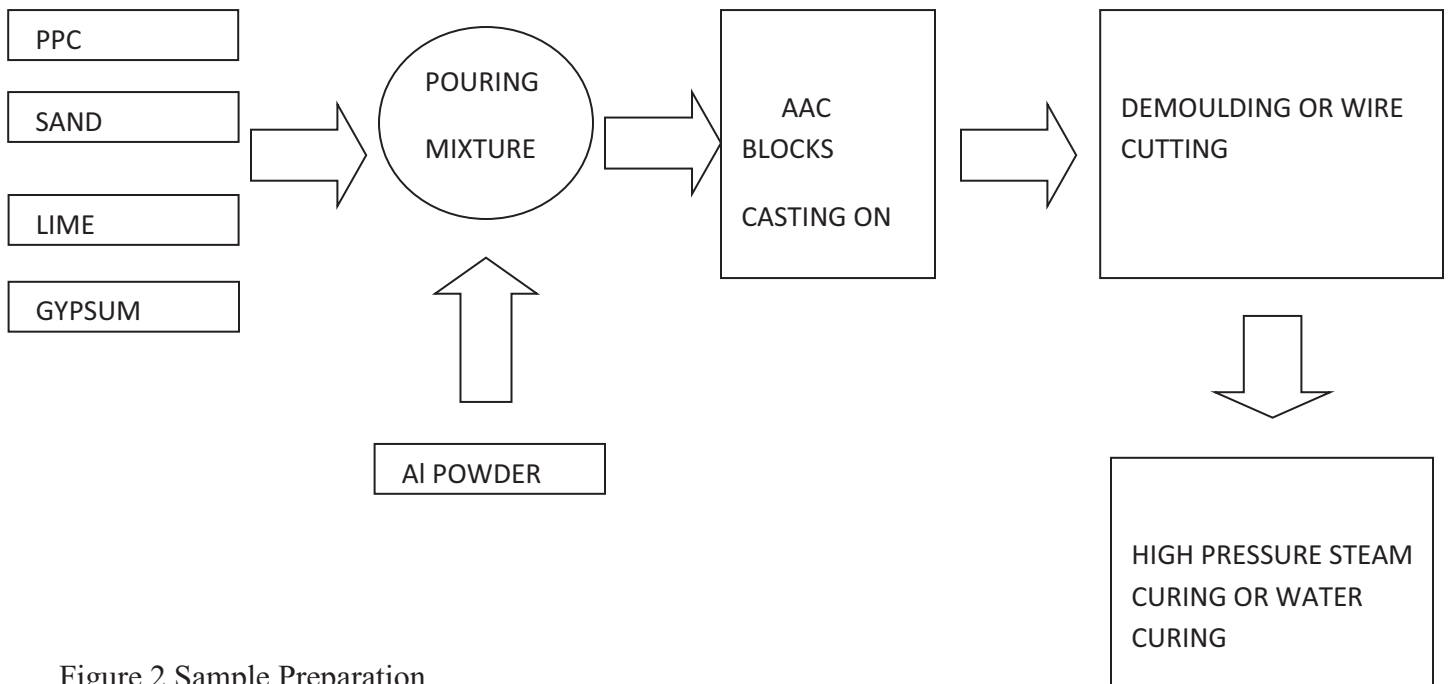 PPC
SAND
LIME
GYPSUM
POURING
MIXTURE
Al POWDER
AAC
BLOCKS
CASTING ON
DEMOULDING OR WIRE
CUTTING
HIGH PRESSURE STEAM
CURING OR WATER
CURING
Figure 2 Sample Preparation